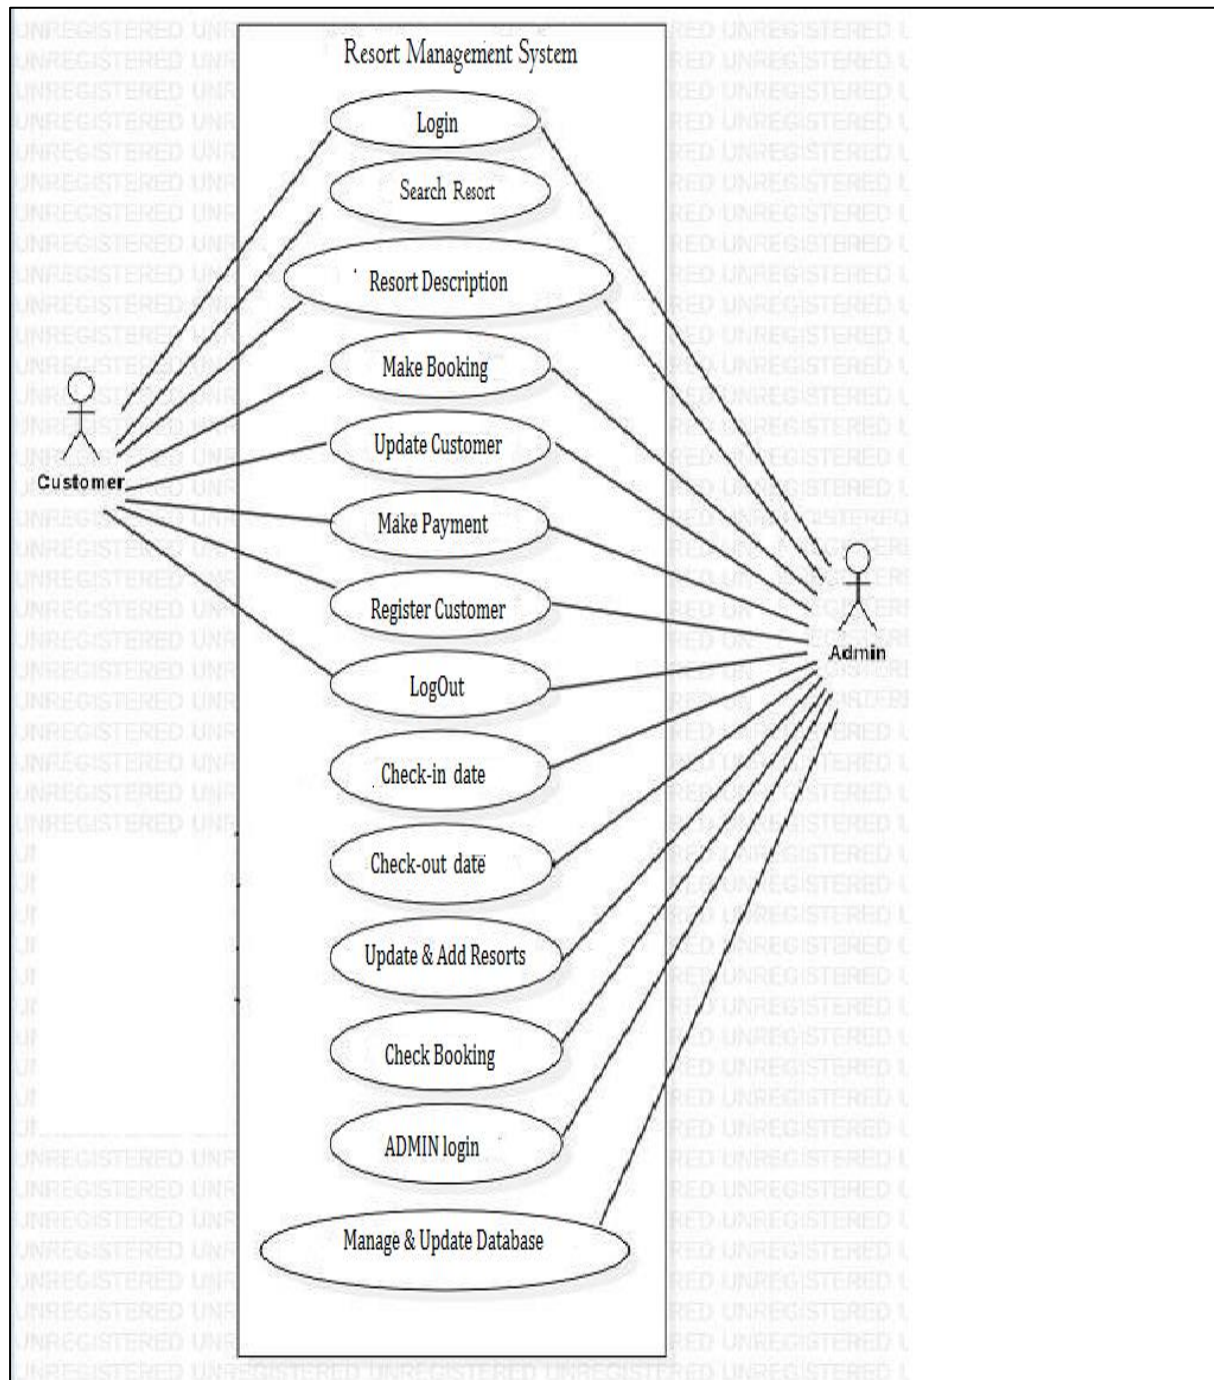 Resort Management System
Login
Search Resort
Resort Description
Make Booking
Update Customer
Customer
Make Payment
Register Customer
Admin
LogOut
Check-in date
Check-out date
Update & Add Resorts
Check Booking
ADMIN login
Manage & Update Database